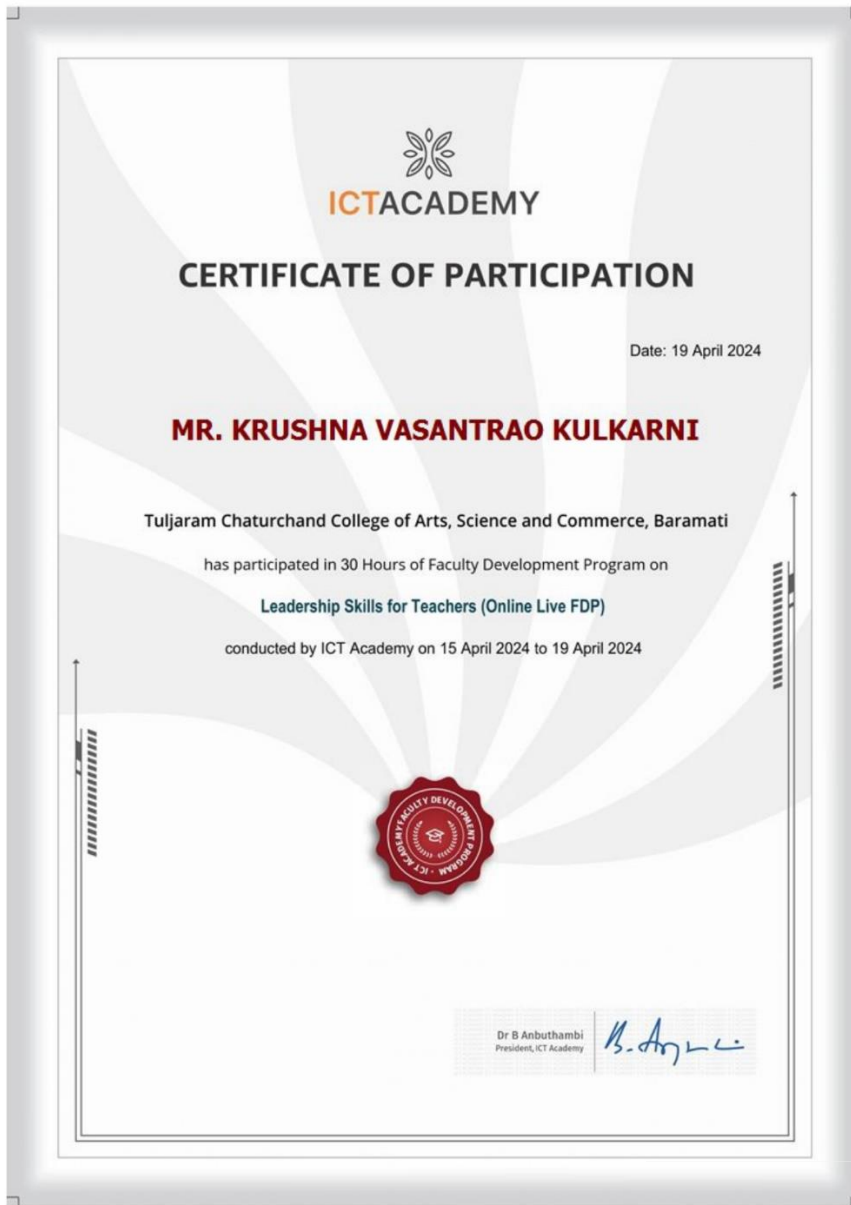 ICTACADEMY
CERTIFICATE OF PARTICIPATION
Date: 19 April 2024
MR. KRUSHNA VASANTRAO KULKARNI
Tuljaram Chaturchand College of Arts, Science and Commerce, Baramati
has participated in 30 Hours of Faculty Development Program on
Leadership Skills for Teachers (Online Live FDP)
conducted by ICT Academy on 15 April 2024 to 19 April 2024
FACULTY DEVELOPMENT PROGRAM
· ICT ACADEMY
Dr B Anbuthambi
President, ICT Academy